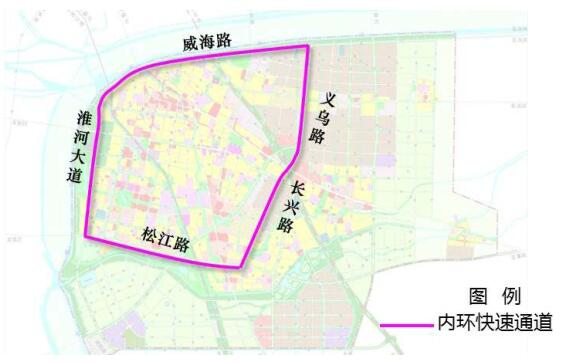 威海路
义乌路
淮河大道
长兴路
松江路
图 例
内环快速通道